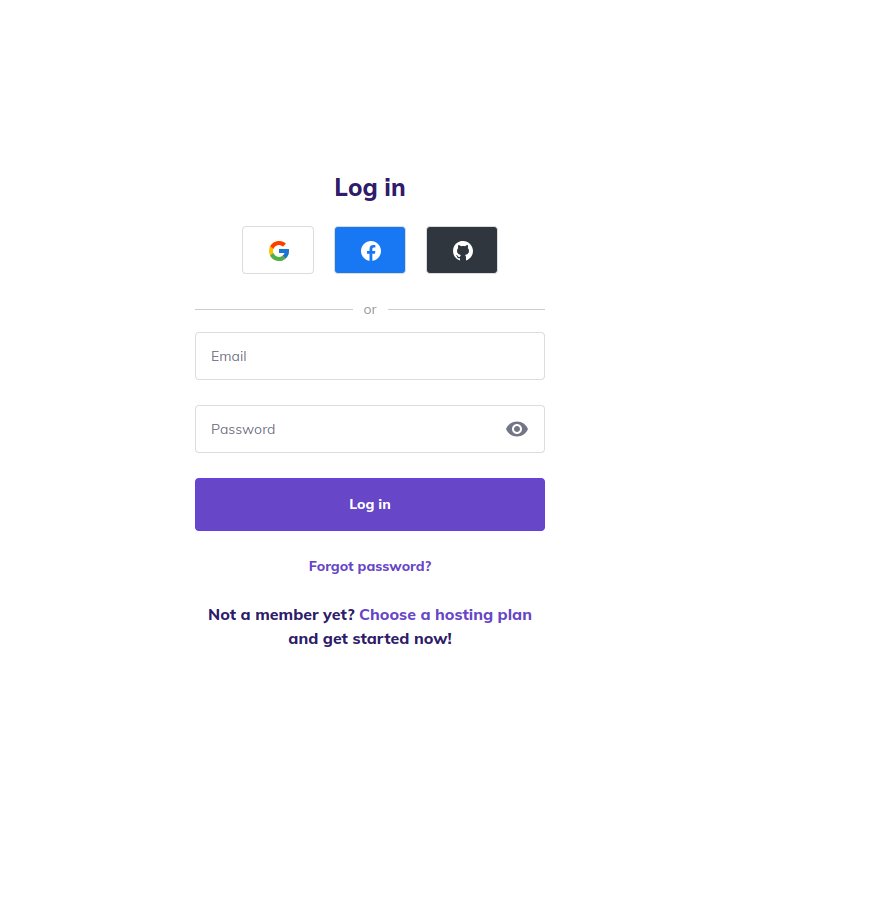 Log in
or
Email
Password
Log in
Forgot password?
Not a member yet? Choose a hosting plan
and get started now!